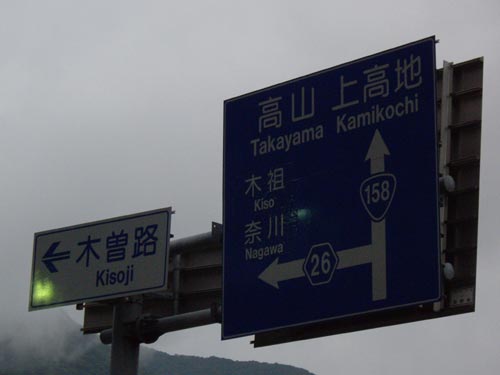 高山 上高地
Takayama Kamikochi
木祖
Kiso
158
奈川
Nagawa
26
木曽路
Kisoji